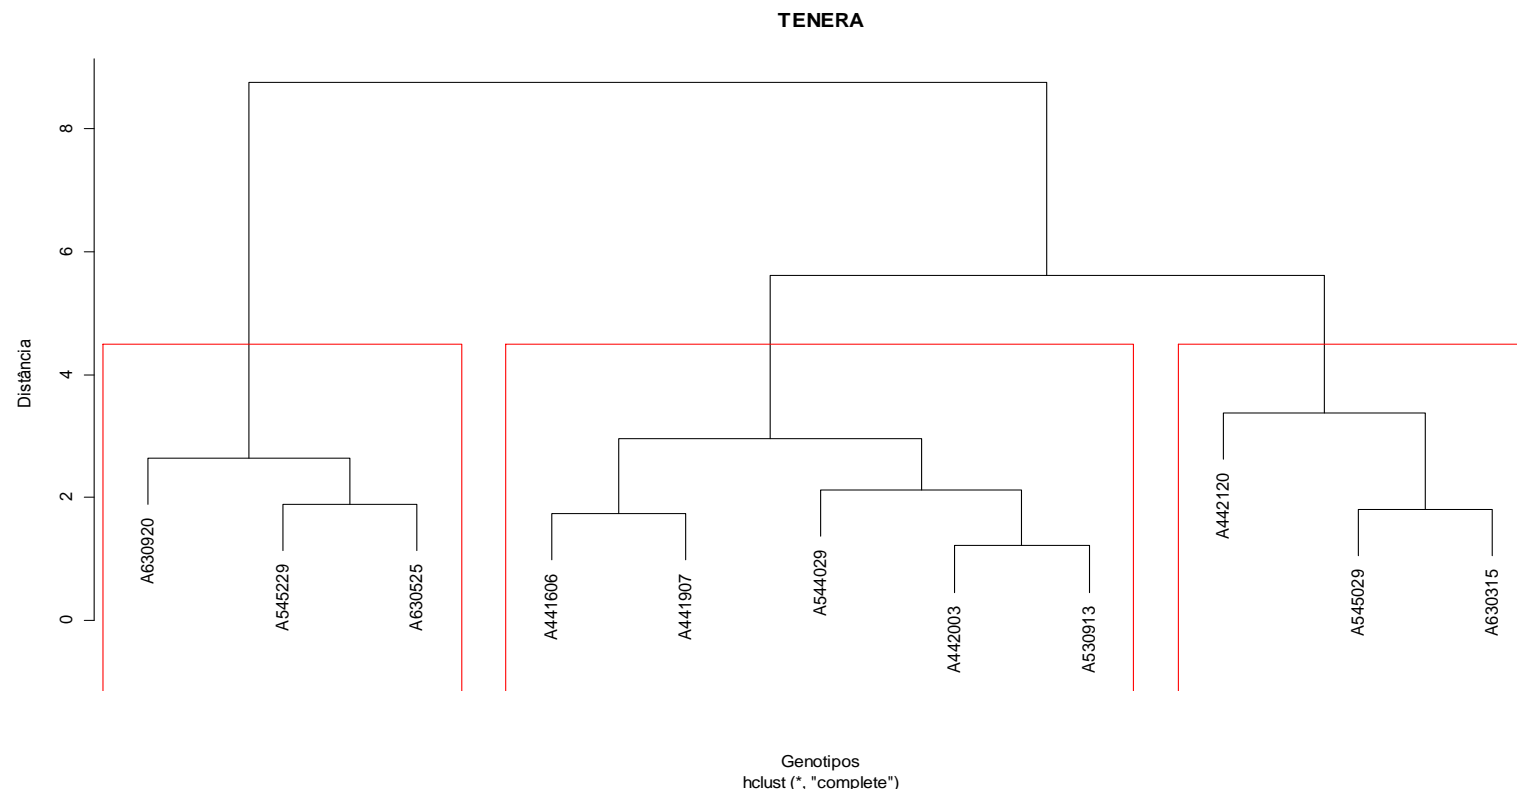 TENERA
Distância
8
6
4
2
0
A630920
A545229
A630525
A441606
A441907
A544029
A442003
A530913
A442120
A545029
A630315
Genotipos
hclust (*, "complete")